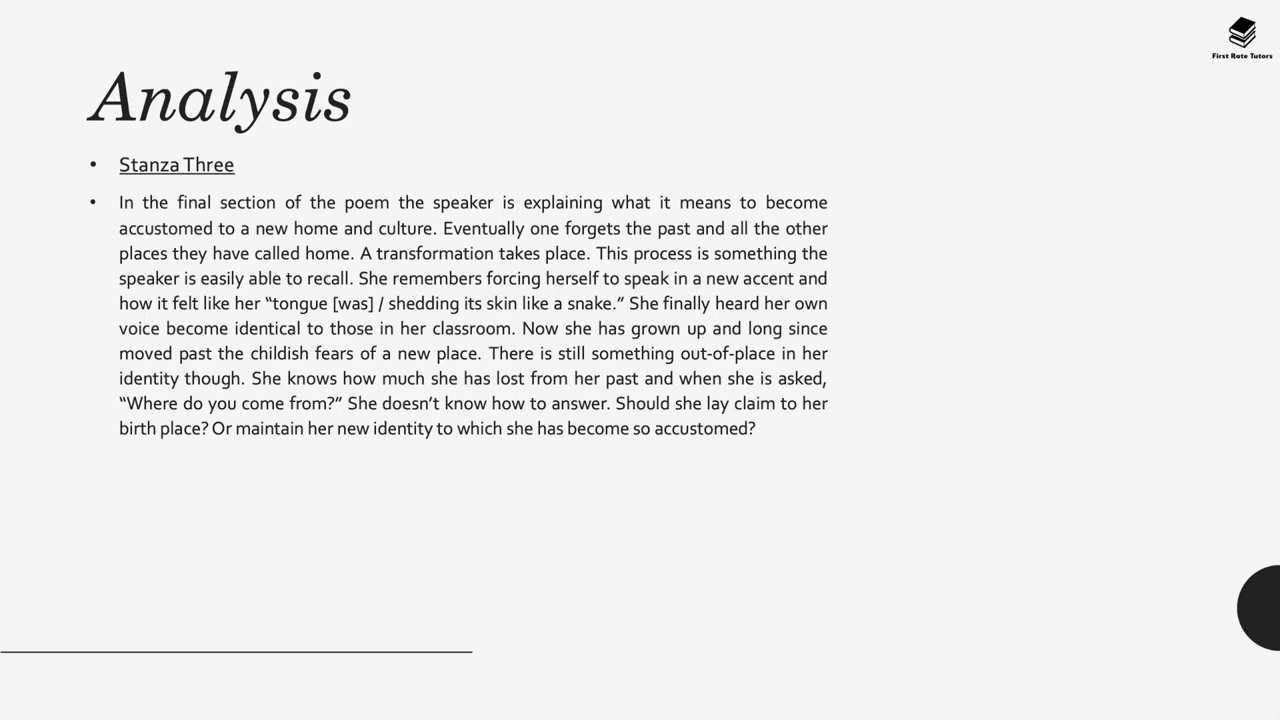 First Rate Tutors
Analysis
• Stanza Three
• In the final section of the poem the speaker is explaining what it means to become
accustomed to a new home and culture. Eventually one forgets the past and all the other
places they have called home. A transformation takes place. This process is something the
speaker is easily able to recall. She remembers forcing herself to speak in a new accent and
how it felt like her “tongue [was] / shedding its skin like a snake.” She finally heard her own
voice become identical to those in her classroom. Now she has grown up and long since
moved past the childish fears of a new place. There is still something out-of-place in her
identity though. She knows how much she has lost from her past and when she is asked,
“Where do you come from?” She doesn’t know how to answer. Should she lay claim to her
birth place? Or maintain her new identity to which she has become so accustomed?